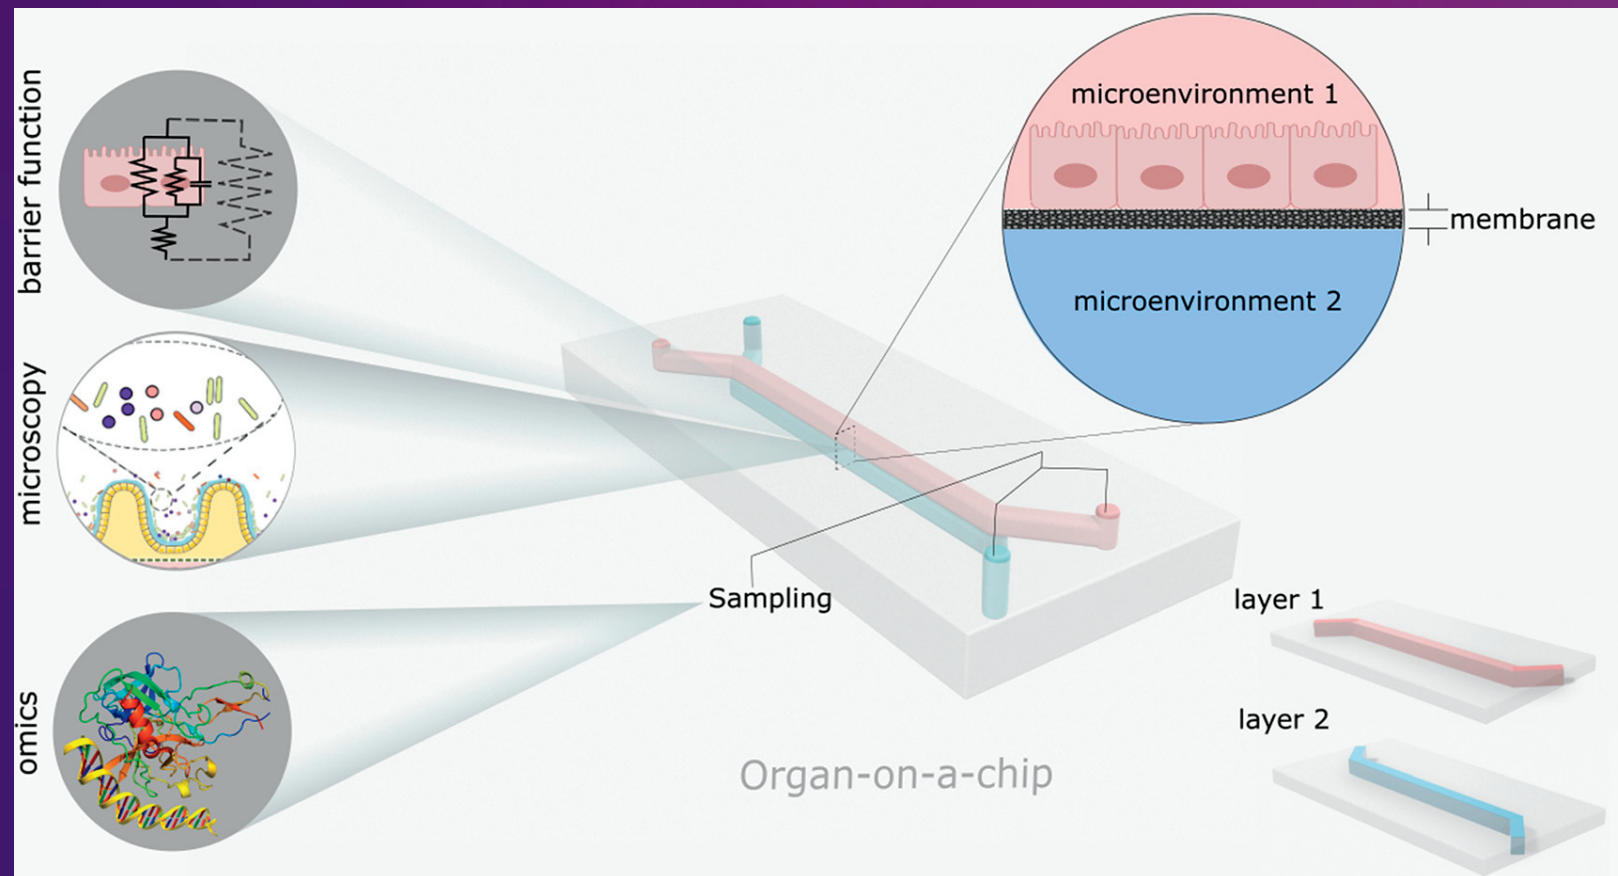 barrier function
microscopy
omics
microenvironment 1
membrane
microenvironment 2
Sampling
layer 1
layer 2
Organ-on-a-chip